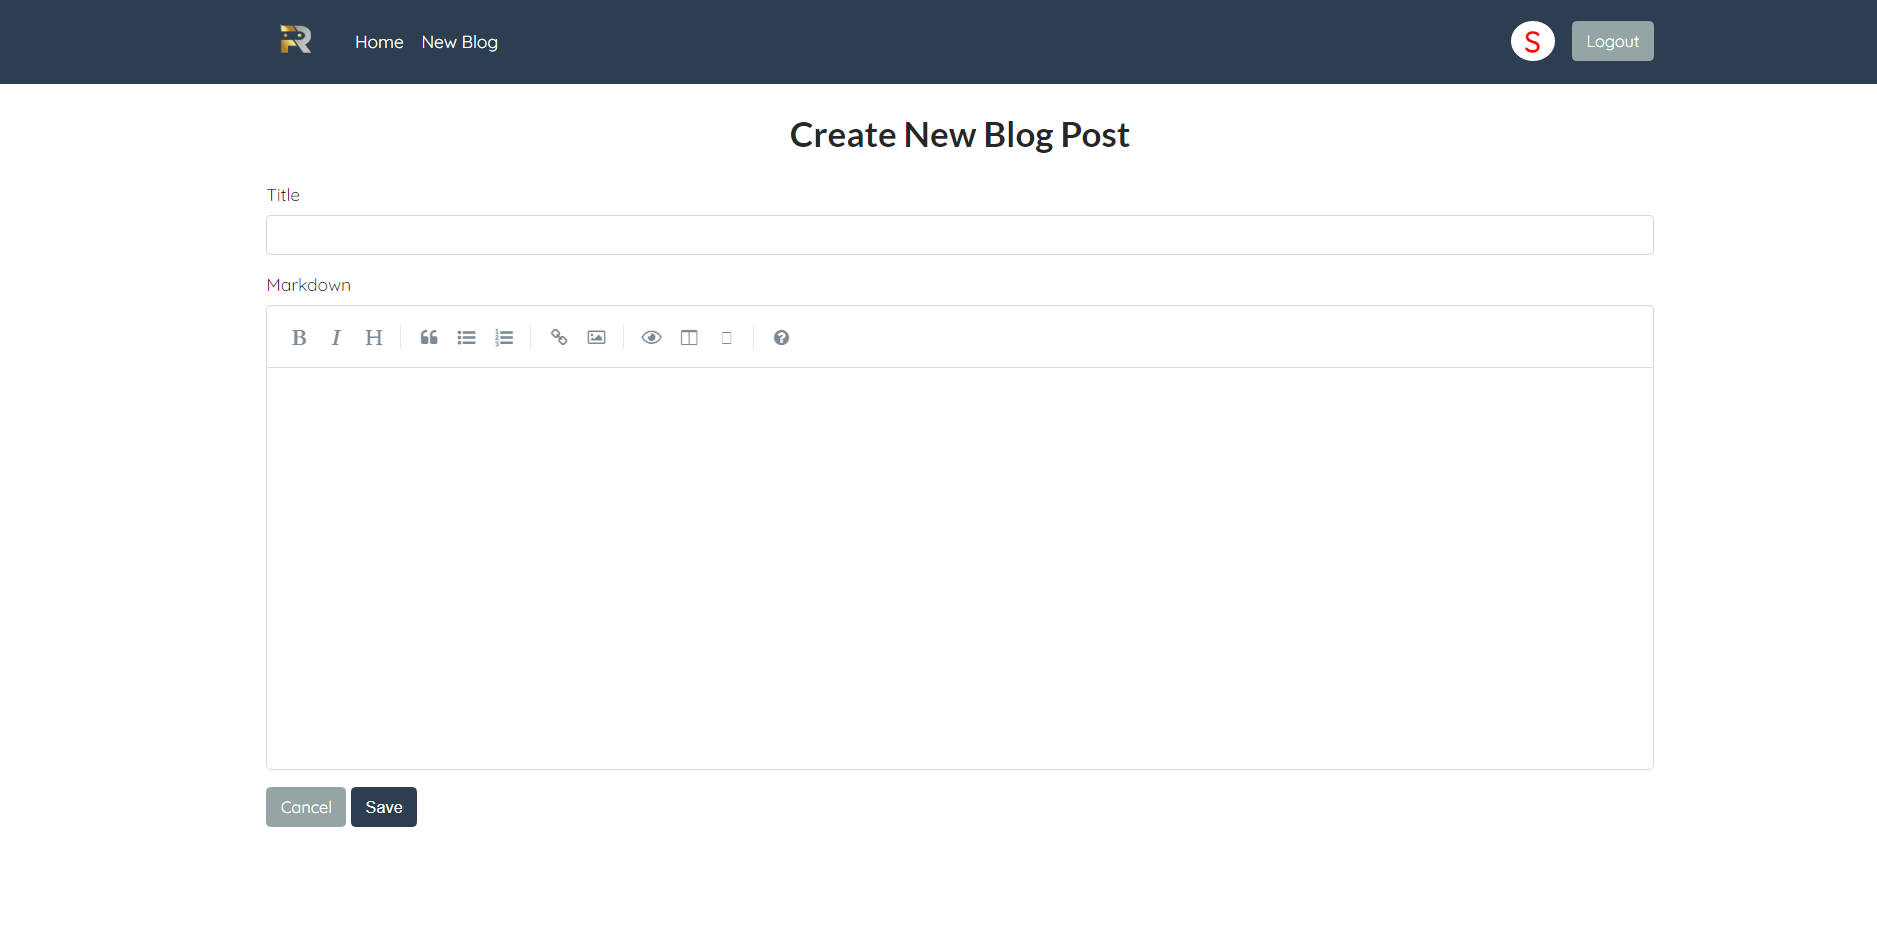 Home New Blog S Logout
Create New Blog Post
Title
Markdown
B I H
Cancel Save